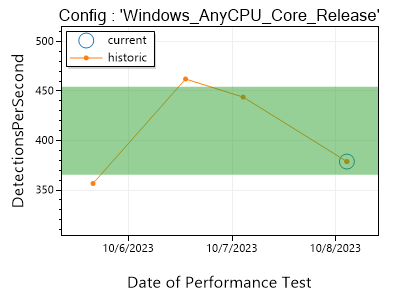 Config : 'Windows_AnyCPU_Core_Release'
current
historic
500
450
400
350
DetectionsPerSecond
10/6/2023
10/7/2023
10/8/2023
Date of Performance Test